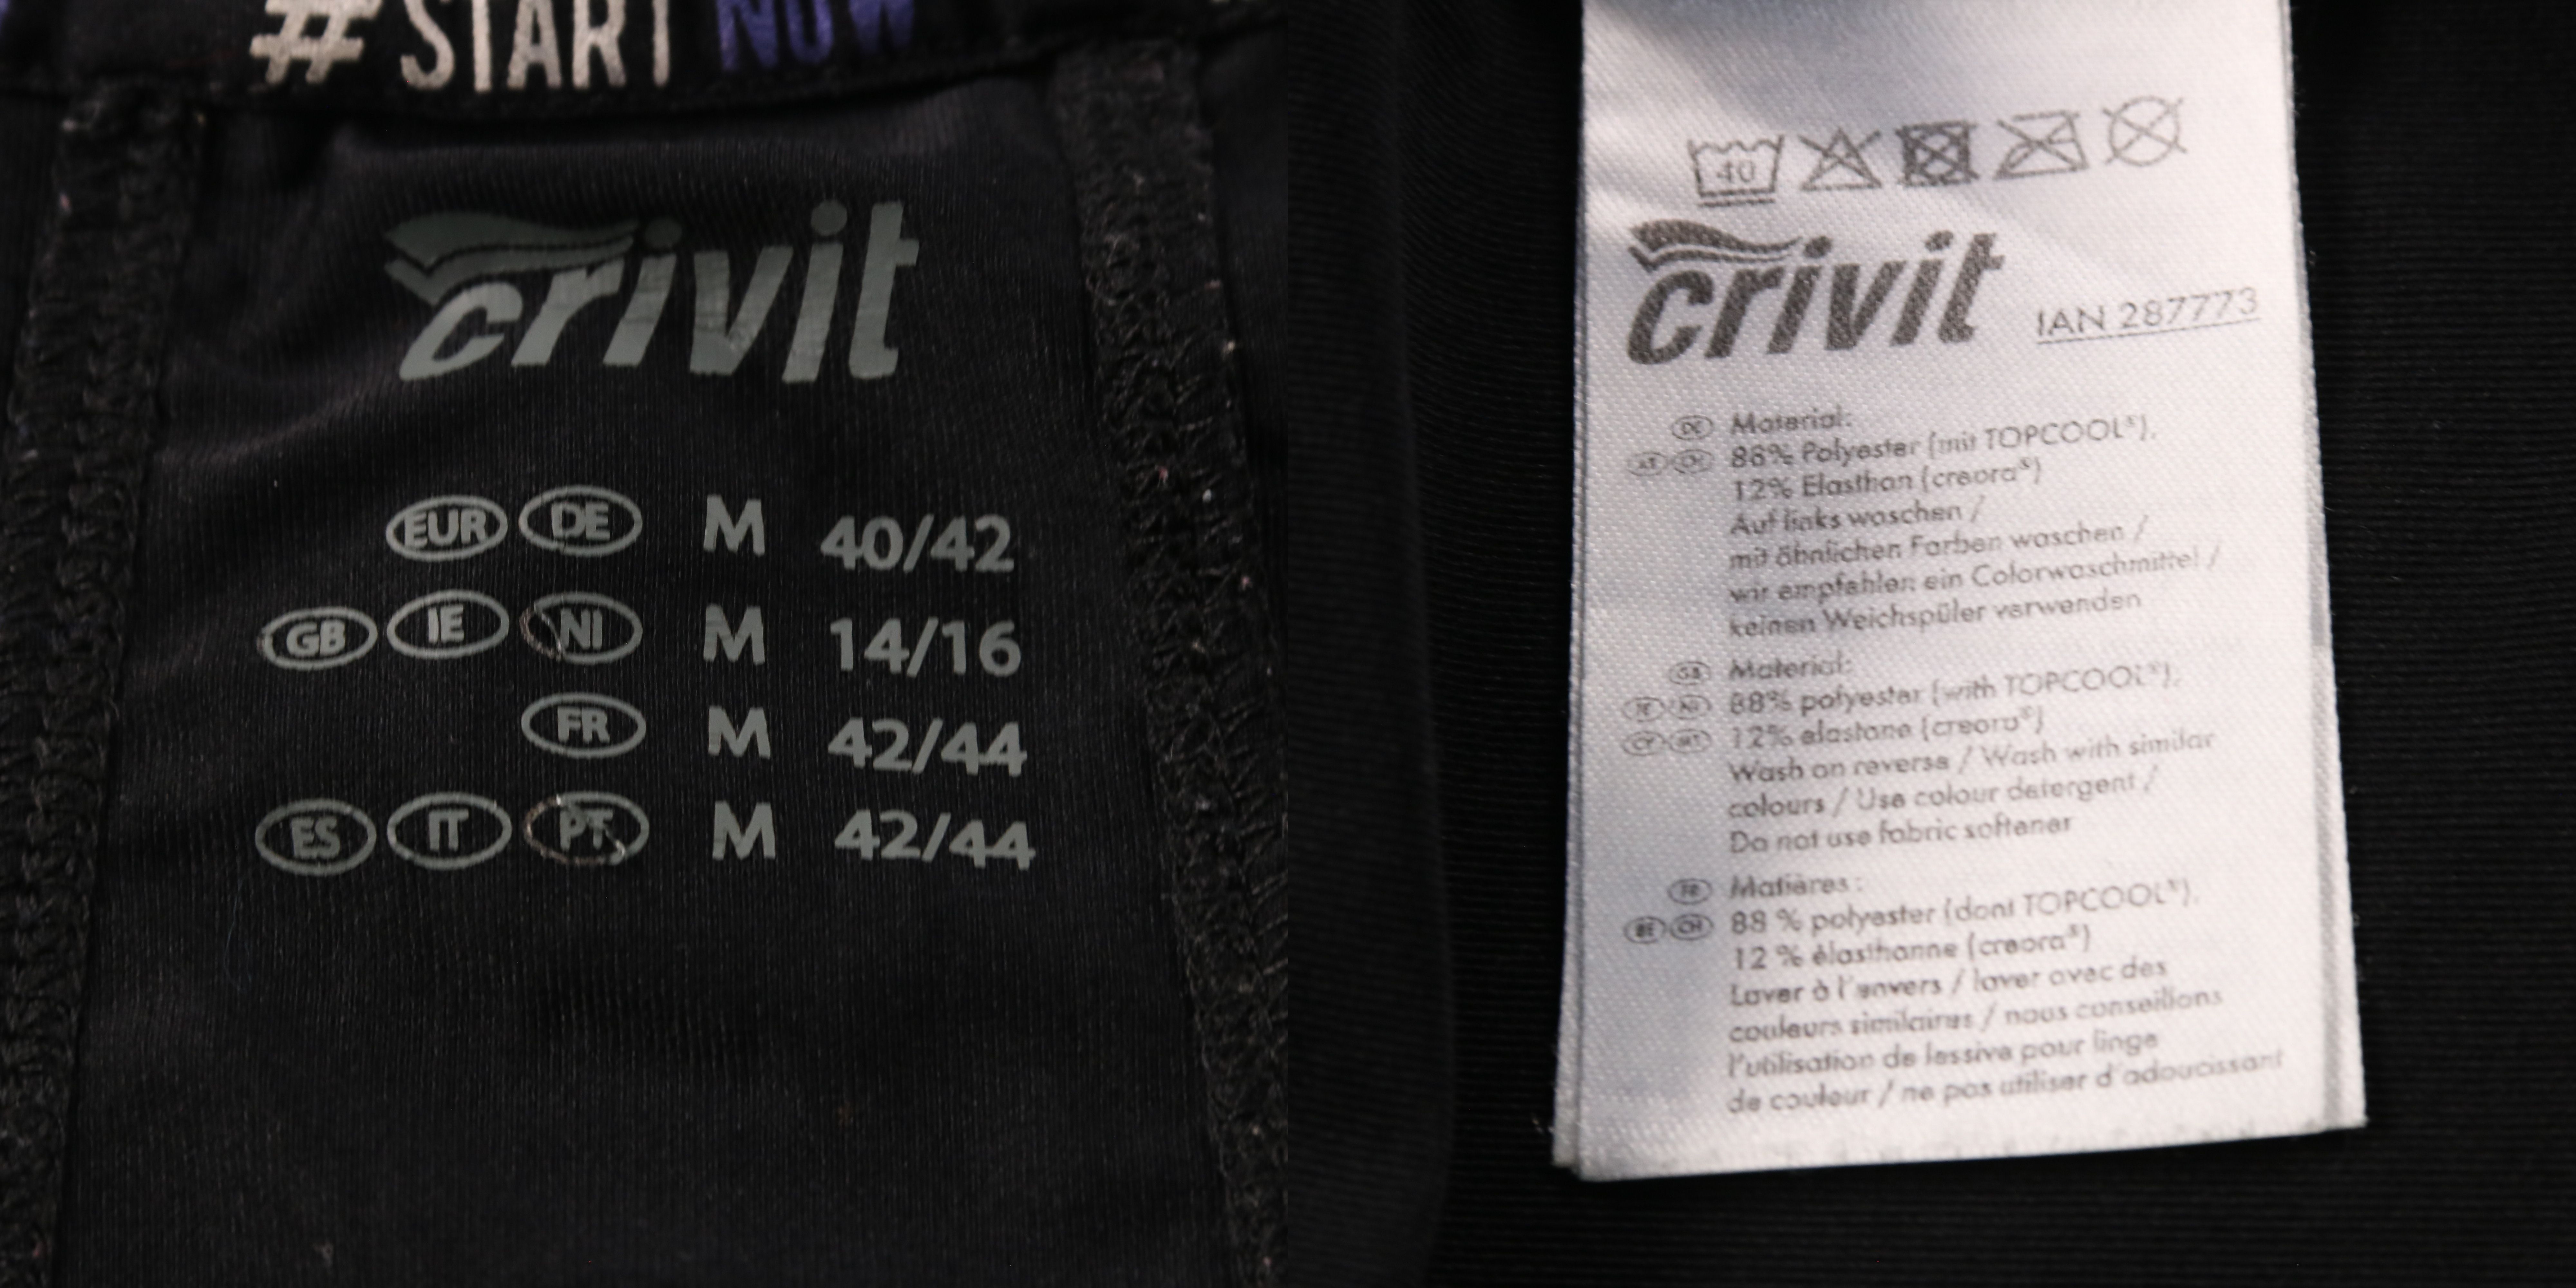 #START NOW
crivit
EUR DE M 40/42
GB IE NI M 14/16
FR M 42/44
ES IT PT M 42/44
40
crivit IAN 287773
DE Material:
AT CH 88% Polyester (mit TOPCOOL®),
12% Elasthan (creora®)
Auf links waschen /
mit ähnlichen Farben waschen /
wir empfehlen ein Colorwaschmittel /
keinen Weichspüler verwenden
GB Material:
IE NI 88% polyester (with TOPCOOL®),
CY MT 12% elastane (creora®)
Wash on reverse / Wash with similar
colours / Use colour detergent /
Do not use fabric softener
FR Matières :
BE CH 88 % polyester (dont TOPCOOL®),
12 % élasthanne (creora®)
Laver à l'envers / laver avec des
couleurs similaires / nous conseillons
l'utilisation de lessive pour linge
de couleur / ne pas utiliser d'adoucissant